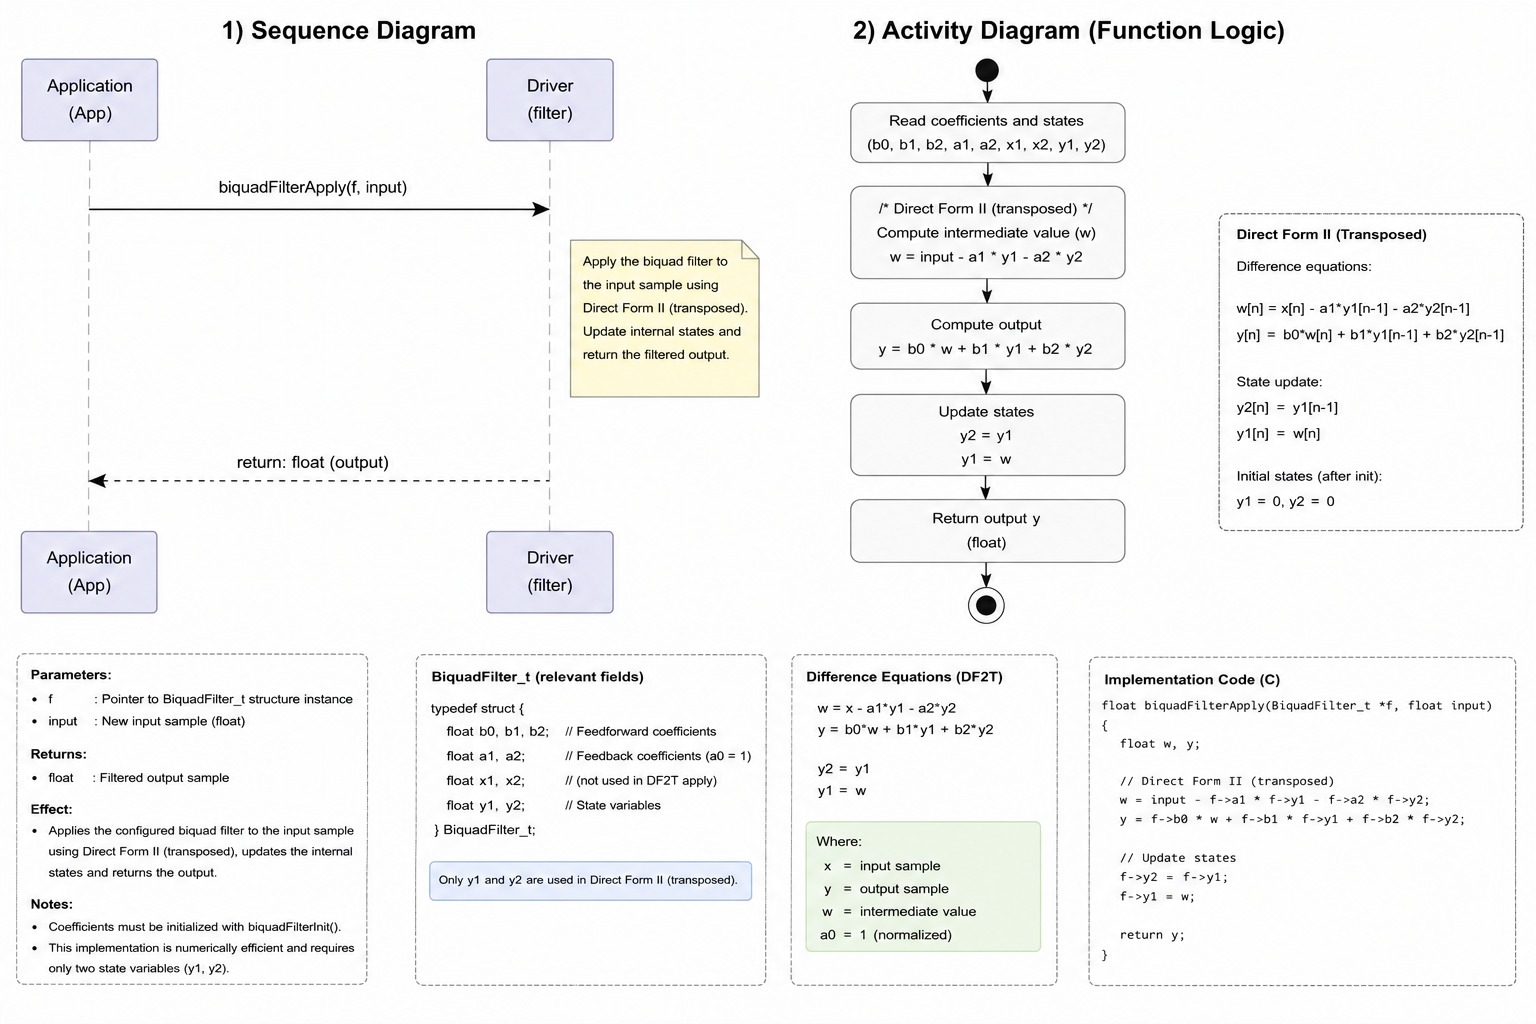 1) Sequence Diagram
Application
(App)
Driver
(filter)
biquadFilterApply(f, input)
Apply the biquad filter to
the input sample using
Direct Form II (transposed).
Update internal states and
return the filtered output.
return: float (output)
Application
(App)
Driver
(filter)
2) Activity Diagram (Function Logic)
Read coefficients and states
(b0, b1, b2, a1, a2, x1, x2, y1, y2)
/* Direct Form II (transposed) */
Compute intermediate value (w)
w = input - a1 * y1 - a2 * y2
Compute output
y = b0 * w + b1 * y1 + b2 * y2
Update states
y2 = y1
y1 = w
Return output y
(float)
Direct Form II (Transposed)
Difference equations:
w[n] = x[n] - a1*y1[n-1] - a2*y2[n-1]
y[n] = b0*w[n] + b1*y1[n-1] + b2*y2[n-1]
State update:
y2[n] = y1[n-1]
y1[n] = w[n]
Initial states (after init):
y1 = 0, y2 = 0
Parameters:
• f : Pointer to BiquadFilter_t structure instance
• input : New input sample (float)
Returns:
• float : Filtered output sample
Effect:
• Applies the configured biquad filter to the input sample
using Direct Form II (transposed), updates the internal
states and returns the output.
Notes:
• Coefficients must be initialized with biquadFilterInit().
• This implementation is numerically efficient and requires
only two state variables (y1, y2).
BiquadFilter_t (relevant fields)
typedef struct {
float b0, b1, b2; // Feedforward coefficients
float a1, a2; // Feedback coefficients (a0 = 1)
float x1, x2; // (not used in DF2T apply)
float y1, y2; // State variables
} BiquadFilter_t;
Only y1 and y2 are used in Direct Form II (transposed).
Difference Equations (DF2T)
w = x - a1*y1 - a2*y2
y = b0*w + b1*y1 + b2*y2
y2 = y1
y1 = w
Where:
x = input sample
y = output sample
w = intermediate value
a0 = 1 (normalized)
Implementation Code (C)
float biquadFilterApply(BiquadFilter_t *f, float input)
{
float w, y;
// Direct Form II (transposed)
w = input - f->a1 * f->y1 - f->a2 * f->y2;
y = f->b0 * w + f->b1 * f->y1 + f->b2 * f->y2;
// Update states
f->y2 = f->y1;
f->y1 = w;
return y;
}